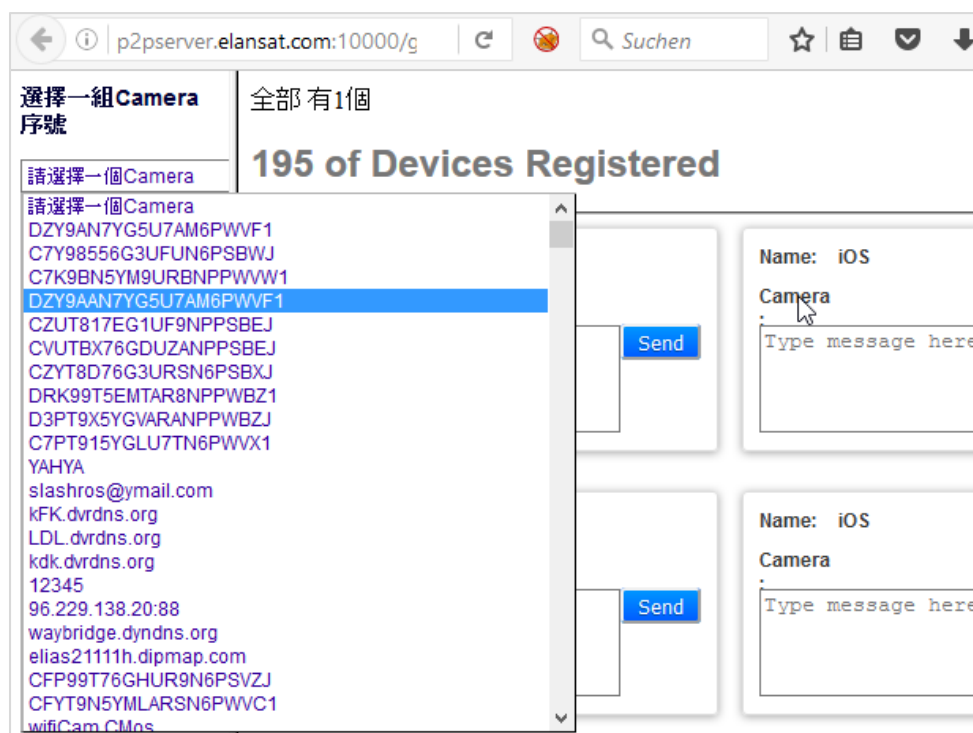 p2pserver.elansat.com:10000/g
Suchen
選擇一組Camera
序號
請選擇一個Camera
全部 有1個
195 of Devices Registered
請選擇一個Camera
DZY9AN7YG5U7AM6PWVF1
C7Y98556G3UFUN6PSBWJ
C7K9BN5YM9URBNPPWVW1
DZY9AAN7YG5U7AM6PWVF1
CZUT817EG1UF9NPPSBEJ
CVUTBX76GDUZANPPSBEJ
CZYT8D76G3URSN6PSBXJ
DRK99T5EMTAR8NPPWBZ1
D3PT9X5YGVARANPPWBZJ
C7PT915YGLU7TN6PWVX1
YAHYA
slashros@ymail.com
kFK.dvrdns.org
LDL.dvrdns.org
kdk.dvrdns.org
12345
96.229.138.20:88
waybridge.dyndns.org
elias21111h.dipmap.com
CFP99T76GHUR9N6PSVZJ
CFYT9N5YMLARSN6PWVC1
wifiCam.CMos
Send
Name: iOS
Camera
:
Type message here
Send
Name: iOS
Camera
:
Type message here